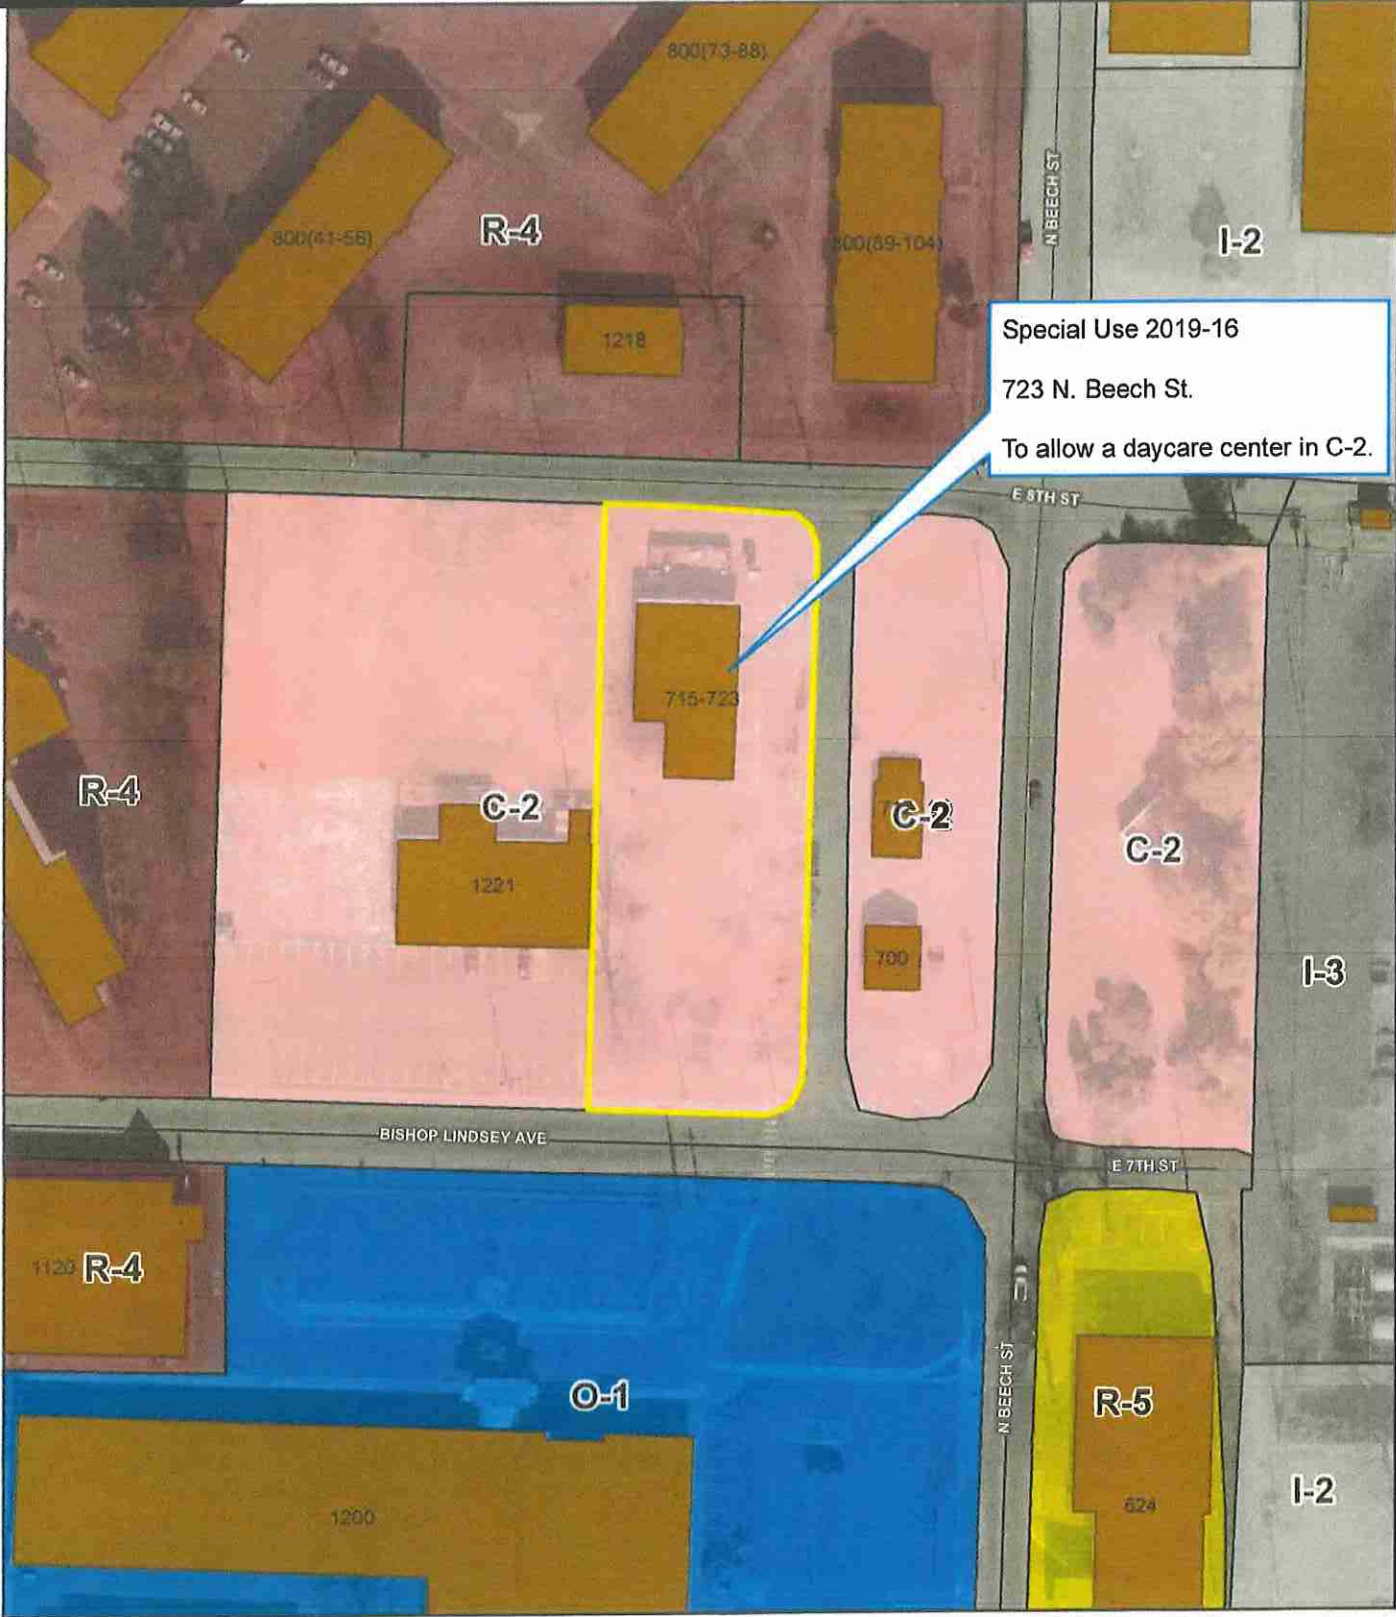 800(73-88)
N BEECH ST
800(41-56)
R-4
800(89-104)
I-2
1218
Special Use 2019-16
723 N. Beech St.
To allow a daycare center in C-2.
E 8TH ST
715-723
R-4
C-2
C-2
C-2
1221
700
I-3
BISHOP LINDSEY AVE
E 7TH ST
1120
R-4
N BEECH ST
O-1
R-5
I-2
1200
624